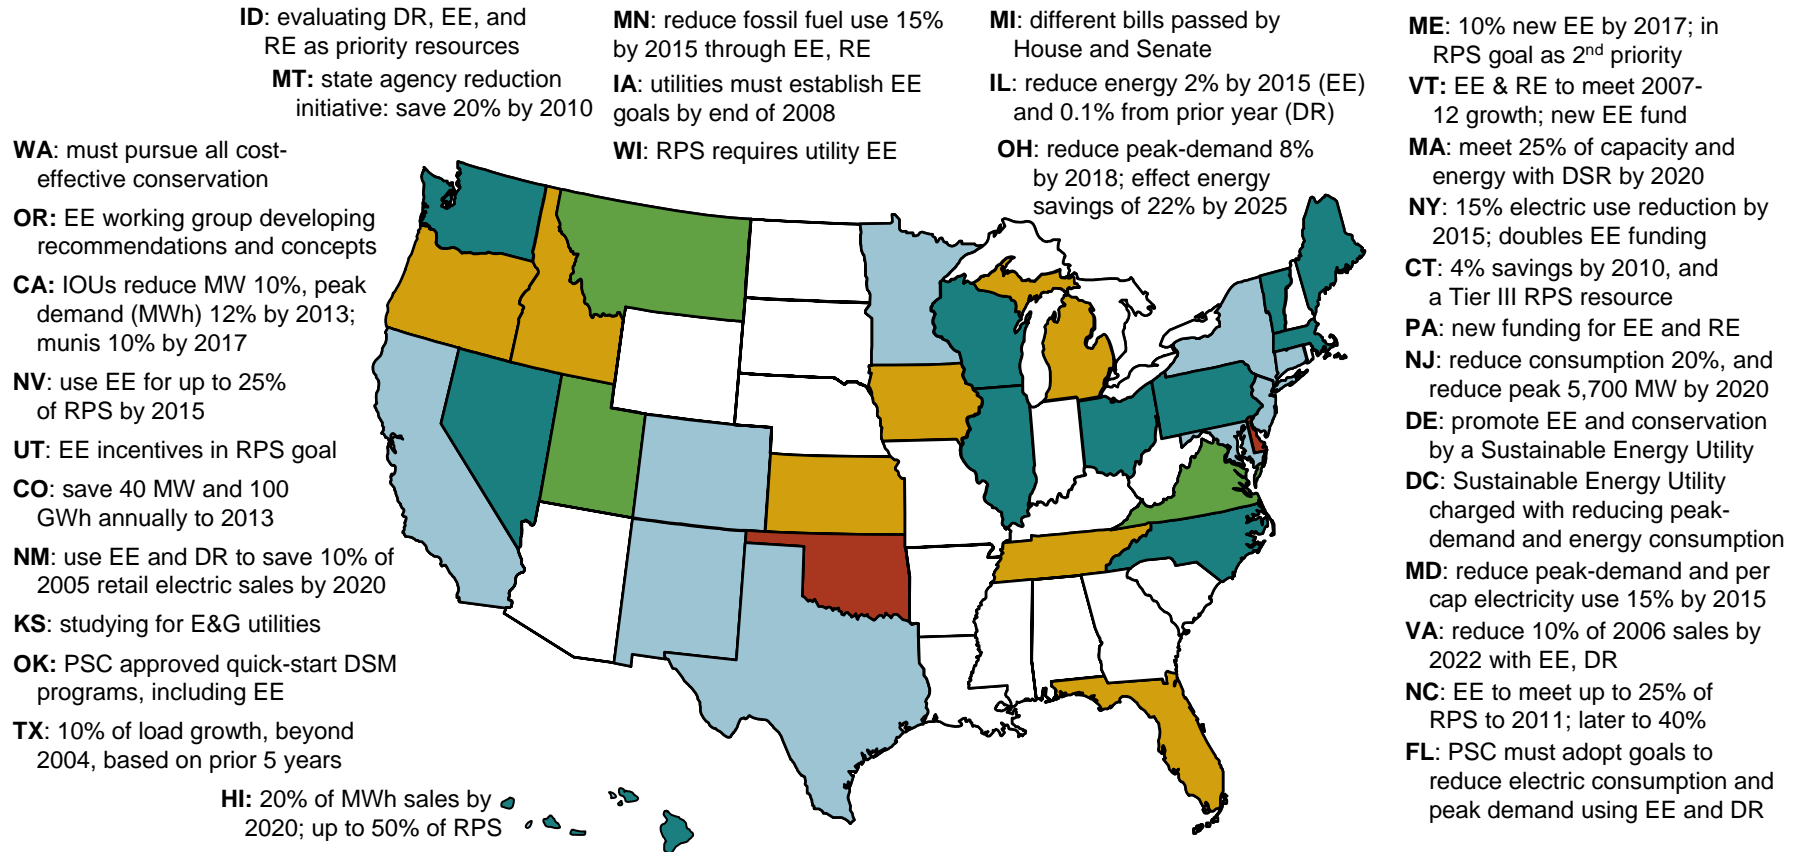 ID: evaluating DR, EE, and
RE as priority resources
MT: state agency reduction
initiative: save 20% by 2010
MN: reduce fossil fuel use 15%
by 2015 through EE, RE
IA: utilities must establish EE
goals by end of 2008
WI: RPS requires utility EE
MI: different bills passed by
House and Senate
IL: reduce energy 2% by 2015 (EE)
and 0.1% from prior year (DR)
OH: reduce peak-demand 8%
by 2018; effect energy
savings of 22% by 2025
WA: must pursue all cost-
effective conservation
OR: EE working group developing
recommendations and concepts
CA: IOUs reduce MW 10%, peak
demand (MWh) 12% by 2013;
munis 10% by 2017
NV: use EE for up to 25%
of RPS by 2015
UT: EE incentives in RPS goal
CO: save 40 MW and 100
GWh annually to 2013
NM: use EE and DR to save 10% of
2005 retail electric sales by 2020
KS: studying for E&G utilities
OK: PSC approved quick-start DSM
programs, including EE
TX: 10% of load growth, beyond
2004, based on prior 5 years
HI: 20% of MWh sales by
2020; up to 50% of RPS
ME: 10% new EE by 2017; in
RPS goal as 2nd priority
VT: EE & RE to meet 2007-
12 growth; new EE fund
MA: meet 25% of capacity and
energy with DSR by 2020
NY: 15% electric use reduction by
2015; doubles EE funding
CT: 4% savings by 2010, and
a Tier III RPS resource
PA: new funding for EE and RE
NJ: reduce consumption 20%, and
reduce peak 5,700 MW by 2020
DE: promote EE and conservation
by a Sustainable Energy Utility
DC: Sustainable Energy Utility
charged with reducing peak-
demand and energy consumption
MD: reduce peak-demand and per
cap electricity use 15% by 2015
VA: reduce 10% of 2006 sales by
2022 with EE, DR
NC: EE to meet up to 25% of
RPS to 2011; later to 40%
FL: PSC must adopt goals to
reduce electric consumption and
peak demand using EE and DR